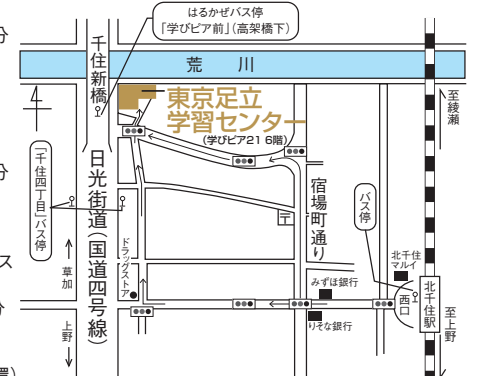 はるかぜバス停
「学びピア前」(高架橋下)
分
千住新橋
荒川
東京足立
学習センター
(学びピア21 6階)
至綾瀬
分
「千住四丁目」バス停
日光街道(国道四号線)
宿場町通り
バス停
〒
ス
草加
ドラッグストア
北千住
マルイ
みずほ銀行
西口
北千住駅
分
上野
りそな銀行
至上野